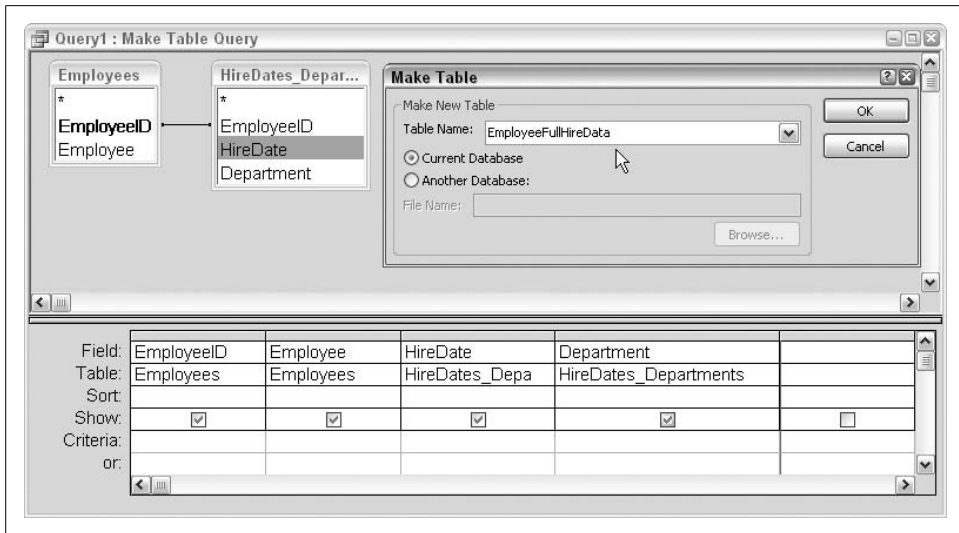 Query1 : Make Table Query
Employees
*
EmployeeID
Employee
HireDates_Depar...
*
EmployeeID
HireDate
Department
Make Table
Make New Table
Table Name: EmployeeFullHireData
Current Database
Another Database:
File Name:
Browse...
OK
Cancel
Field: EmployeeID Employee HireDate Department
Table: Employees Employees HireDates_Depa HireDates_Departments
Sort:
Show:
Criteria:
or: